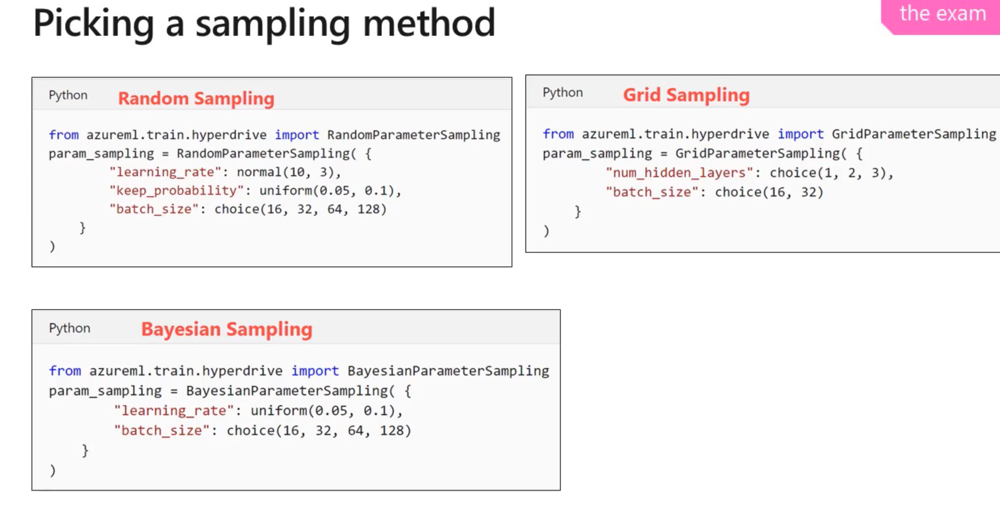 Picking a sampling method
the exam
Python Random Sampling
from azureml.train.hyperdrive import RandomParameterSampling
param_sampling = RandomParameterSampling( {
"learning_rate": normal(10, 3),
"keep_probability": uniform(0.05, 0.1),
"batch_size": choice(16, 32, 64, 128)
}
)
Python Grid Sampling
from azureml.train.hyperdrive import GridParameterSampling
param_sampling = GridParameterSampling( {
"num_hidden_layers": choice(1, 2, 3),
"batch_size": choice(16, 32)
}
)
Python Bayesian Sampling
from azureml.train.hyperdrive import BayesianParameterSampling
param_sampling = BayesianParameterSampling( {
"learning_rate": uniform(0.05, 0.1),
"batch_size": choice(16, 32, 64, 128)
}
)